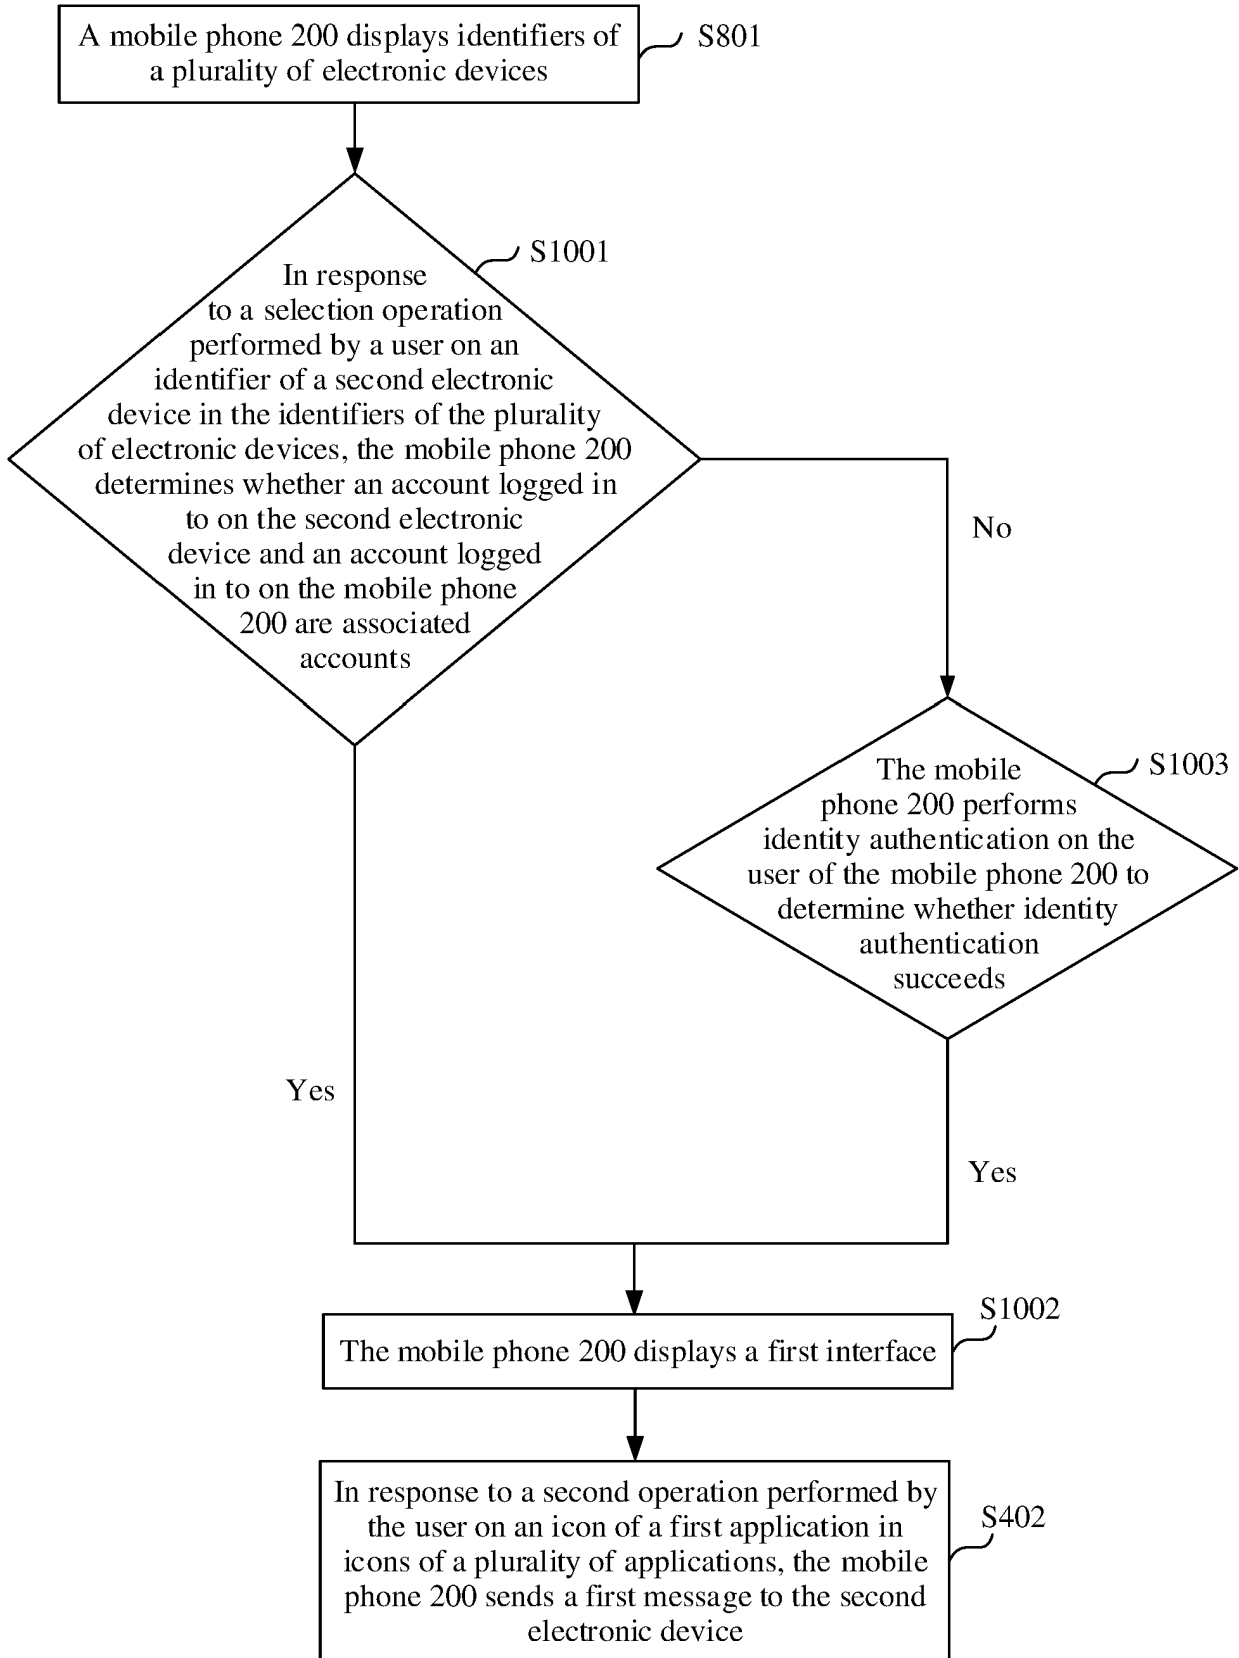 A mobile phone 200 displays identifiers of
a plurality of electronic devices
S801
S1001
In response
to a selection operation
performed by a user on an
identifier of a second electronic
device in the identifiers of the plurality
of electronic devices, the mobile phone 200
determines whether an account logged in
to on the second electronic
device and an account logged
in to on the mobile phone
200 are associated
accounts
No
S1003
The mobile
phone 200 performs
identity authentication on the
user of the mobile phone 200 to
determine whether identity
authentication
succeeds
Yes
Yes
S1002
The mobile phone 200 displays a first interface
S402
In response to a second operation performed by
the user on an icon of a first application in
icons of a plurality of applications, the mobile
phone 200 sends a first message to the second
electronic device